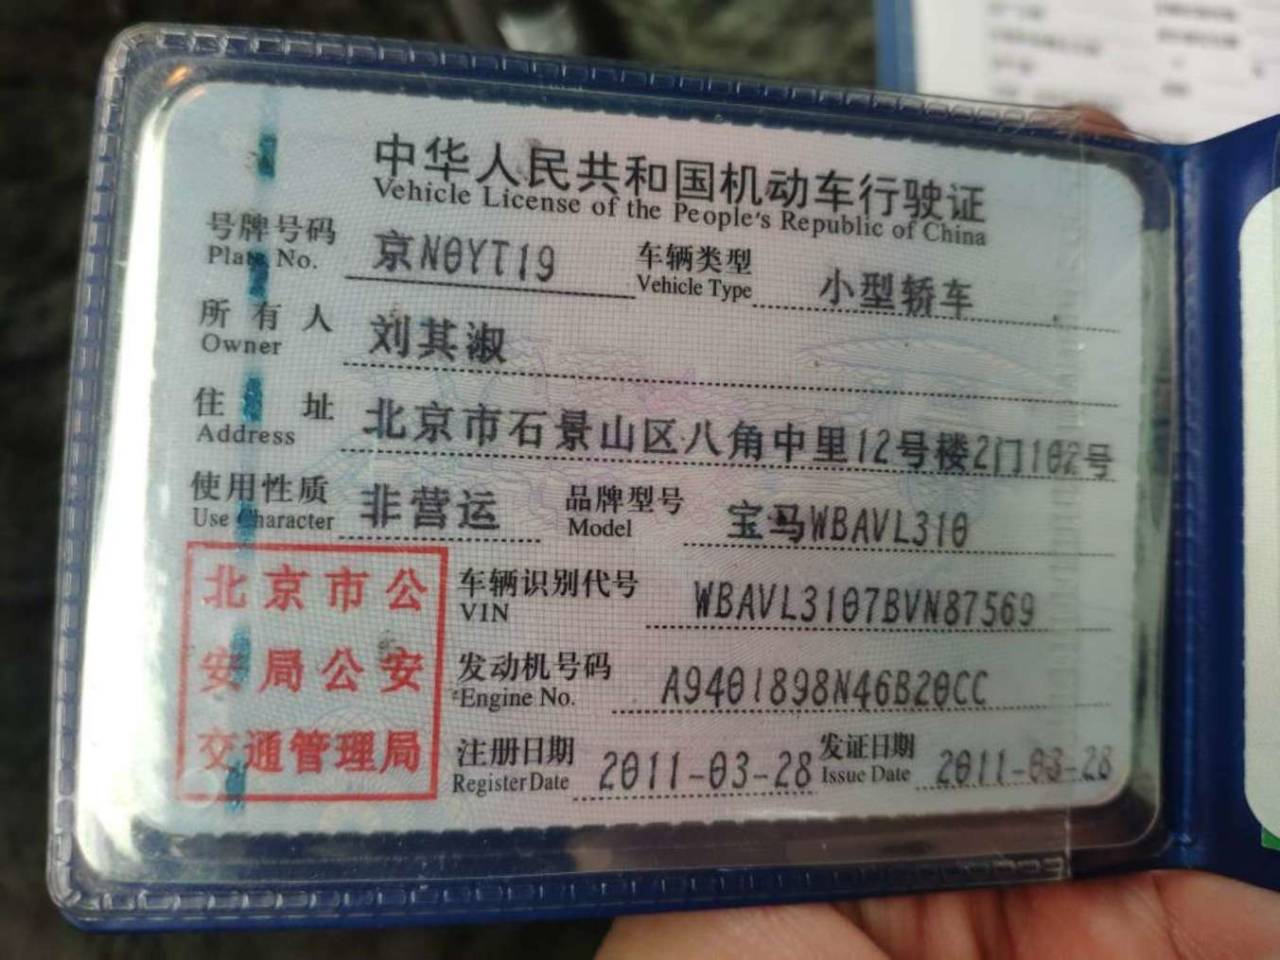 中华人民共和国机动车行驶证
Vehicle License of the People's Republic of China
号牌号码 京N0YT19 车辆类型 小型轿车
Plate No. Vehicle Type
所有人 刘其淑
Owner
住址 北京市石景山区八角中里12号楼2门102号
Address
使用性质 非营运 品牌型号 宝马WBAVL310
Use Character Model
北京市公
安局公安
交通管理局
车辆识别代号 WBAVL3107BVN87569
VIN
发动机号码 A9401898N46B20CC
Engine No.
注册日期 2011-03-28 发证日期 2011-03-28
Register Date Issue Date